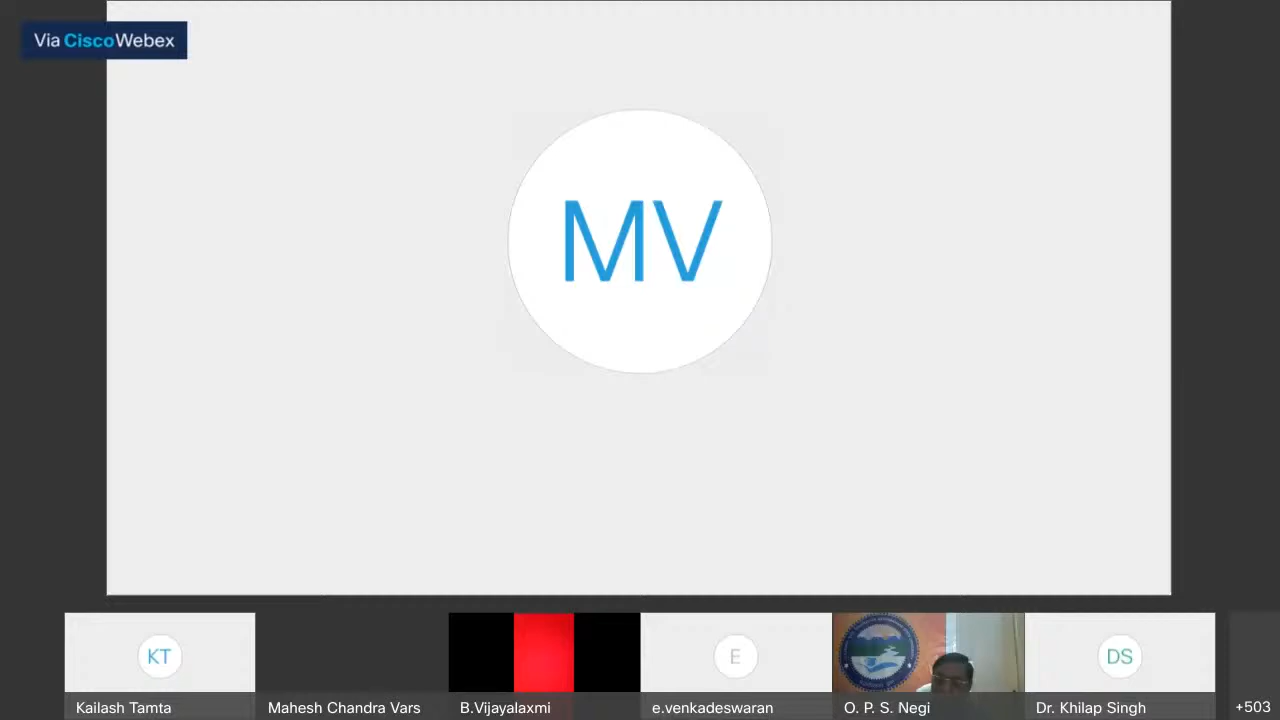 Via CiscoWebex
MV
KT
E
DS
Kailash Tamta
Mahesh Chandra Vars
B.Vijayalaxmi
e.venkadeswaran
O. P. S. Negi
Dr. Khilap Singh
+503